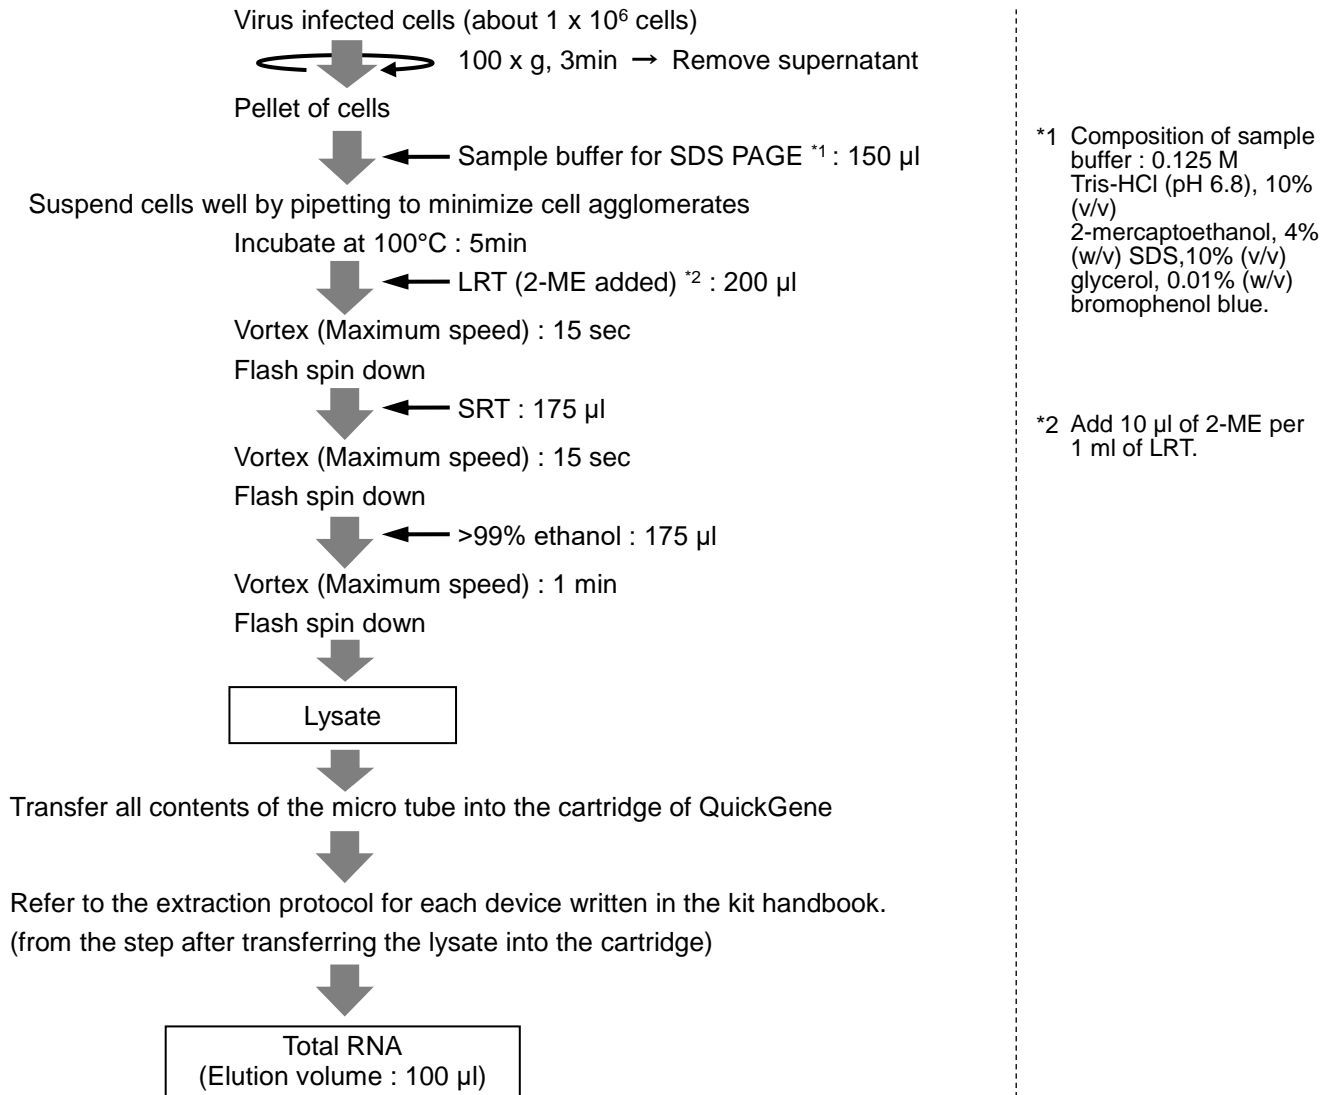 Virus infected cells (about 1 x 10⁶ cells)
100 x g, 3min → Remove supernatant
Pellet of cells
Sample buffer for SDS PAGE *1 : 150 µl
Suspend cells well by pipetting to minimize cell agglomerates
Incubate at 100°C : 5min
LRT (2-ME added) *2 : 200 µl
Vortex (Maximum speed) : 15 sec
Flash spin down
SRT : 175 µl
Vortex (Maximum speed) : 15 sec
Flash spin down
>99% ethanol : 175 µl
Vortex (Maximum speed) : 1 min
Flash spin down
Lysate
Transfer all contents of the micro tube into the cartridge of QuickGene
Refer to the extraction protocol for each device written in the kit handbook.
(from the step after transferring the lysate into the cartridge)
Total RNA
(Elution volume : 100 µl)
*1 Composition of sample
buffer : 0.125 M
Tris-HCl (pH 6.8), 10%
(v/v)
2-mercaptoethanol, 4%
(w/v) SDS,10% (v/v)
glycerol, 0.01% (w/v)
bromophenol blue.
*2 Add 10 µl of 2-ME per
1 ml of LRT.